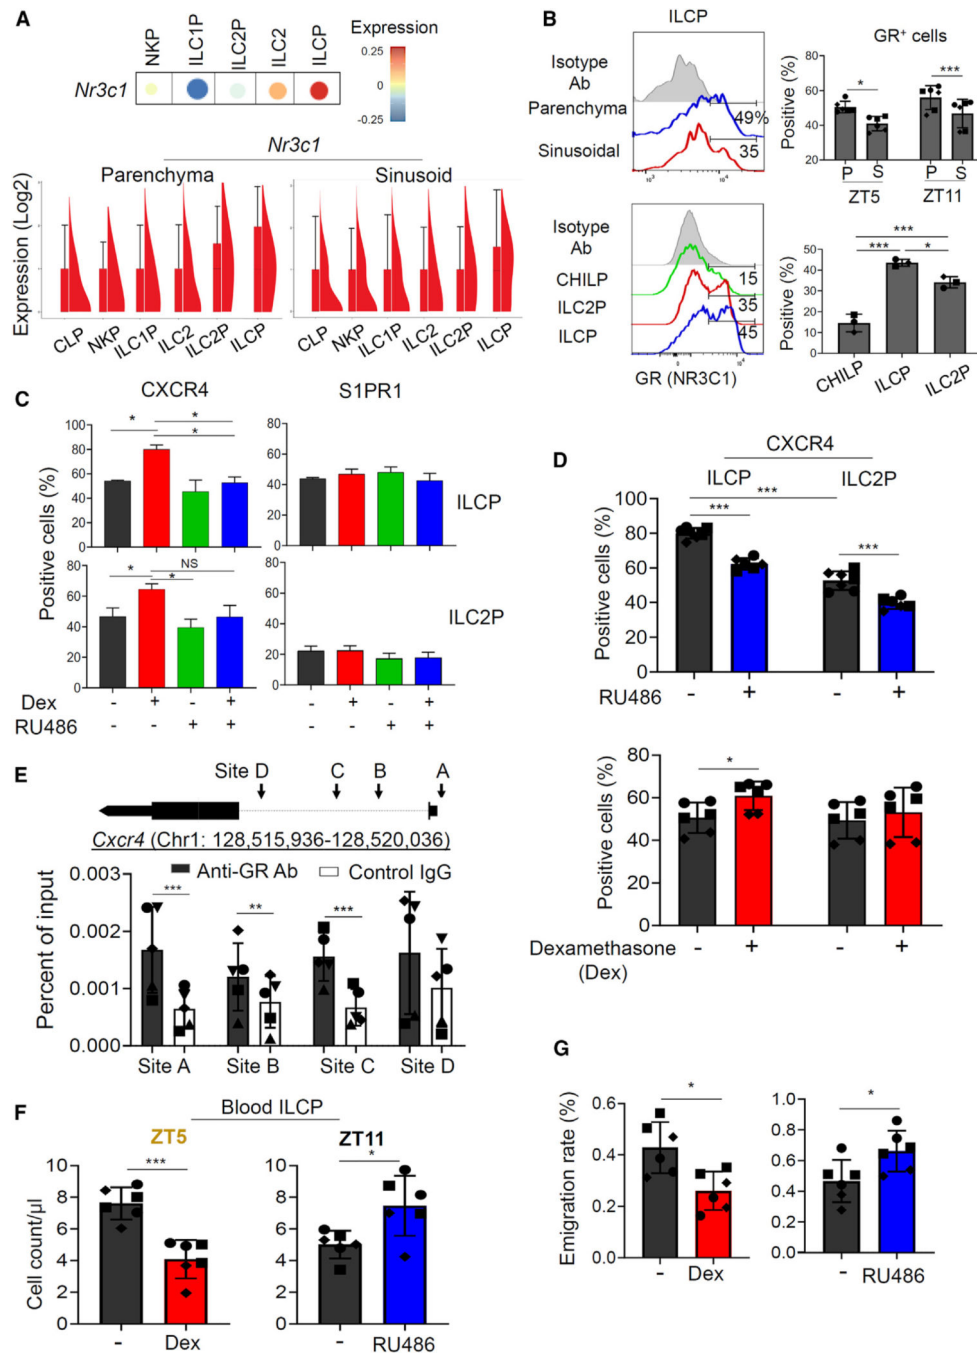 A
NKP
ILC1P
ILC2P
ILC2
ILCP
Expression
Nr3c1
0.25
0
-0.25
Nr3c1
Parenchyma
Sinusoid
Expression (Log2)
CLP
NKP
ILC1P
ILC2
ILC2P
ILCP
CLP
NKP
ILC1P
ILC2
ILC2P
ILCP
B
ILCP
GR+ cells
Isotype
Ab
Parenchyma
49%
Sinusoidal
35
Positive (%)
100
80
60
40
20
0
*
***
P S P S
ZT5 ZT11
Isotype
Ab
CHILP
15
ILC2P
35
ILCP
45
GR (NR3C1)
Positive (%)
50
40
30
20
10
0
***
*** *
CHILP
ILCP
ILC2P
C
CXCR4
S1PR1
Positive cells (%)
100
80
60
40
20
0
* *
*
80
60
40
20
0
ILCP
80
60
40
20
0
* NS
*
80
60
40
20
0
ILC2P
Dex - + - + - + - +
RU486 - - + + - - + +
D
CXCR4
ILCP ILC2P
Positive cells (%)
100
80
60
40
20
0
***
***
***
RU486 - + - +
Positive cells (%)
80
60
40
20
0
*
Dexamethasone - + - +
(Dex)
E
Site D C B A
Cxcr4 (Chr1: 128,515,936-128,520,036)
Anti-GR Ab Control IgG
Percent of input
0.003
0.002
0.001
0.000
*** ** ***
Site A Site B Site C Site D
F
Blood ILCP
ZT5 ZT11
Cell count/µl
10
8
6
4
2
0
***
- Dex
10
8
6
4
2
0
*
- RU486
G
Emigration rate (%)
0.6
0.4
0.2
0.0
*
- Dex
1.0
0.8
0.6
0.4
0.2
0.0
*
- RU486